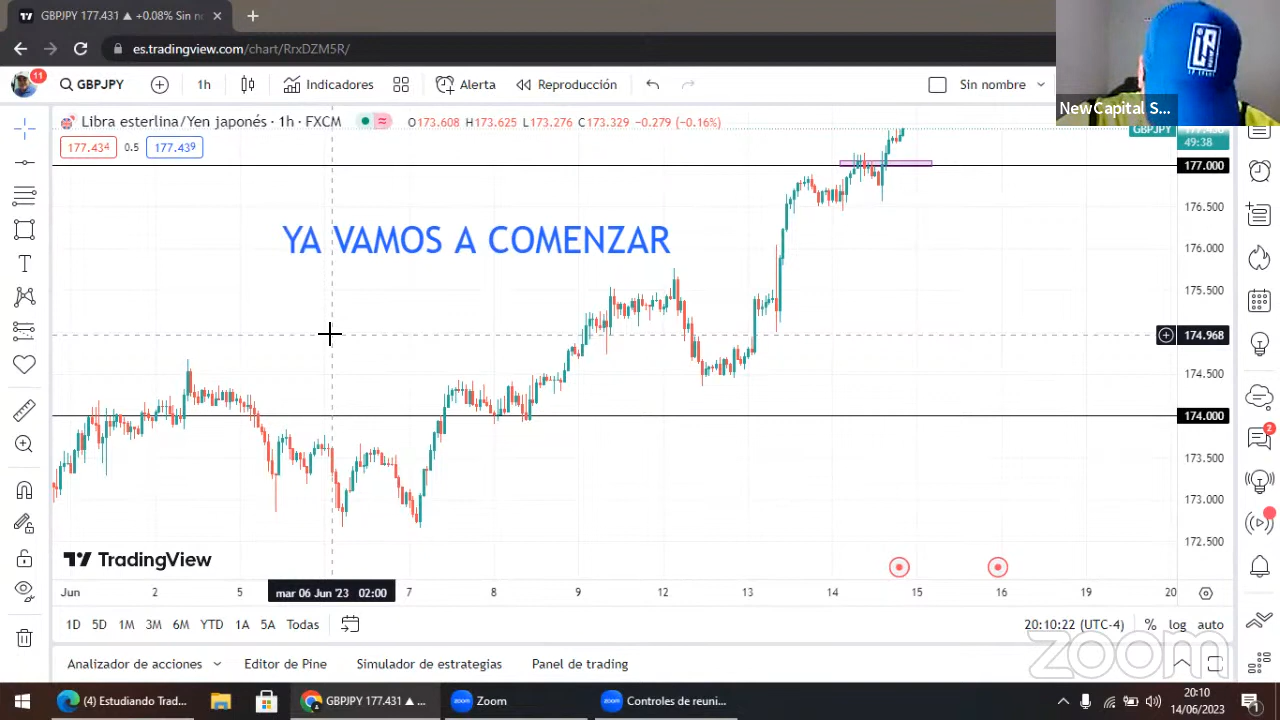 GBPJPY 177.431 ▲ +0.08% Sin n
es.tradingview.com/chart/RrxDZM5R/
11
GBPJPY
1h
Indicadores
Alerta
Reproducción
Sin nombre
NewCapital S...
Libra esterlina/Yen japonés · 1h · FXCM
173.608 H173.625 L173.276 C173.329 -0.279 (-0.16%)
177.434
0.5
177.439
GBPJPY
49:38
177.000
176.500
176.000
175.500
174.968
174.500
174.000
173.500
173.000
172.500
YA VAMOS A COMENZAR
TradingView
Jun
2
5
mar 06 Jun '23 02:00
7
8
9
12
13
14
15
16
19
20
1D 5D 1M 3M 6M YTD 1A 5A Todas
20:10:22 (UTC-4)
% log auto
2
Analizador de acciones
Editor de Pine
Simulador de estrategias
Panel de trading
zoom
(4) Estudiando Trad...
GBPJPY 177.431 ▲ ...
Zoom
Controles de reuni...
20:10
14/06/2023
1